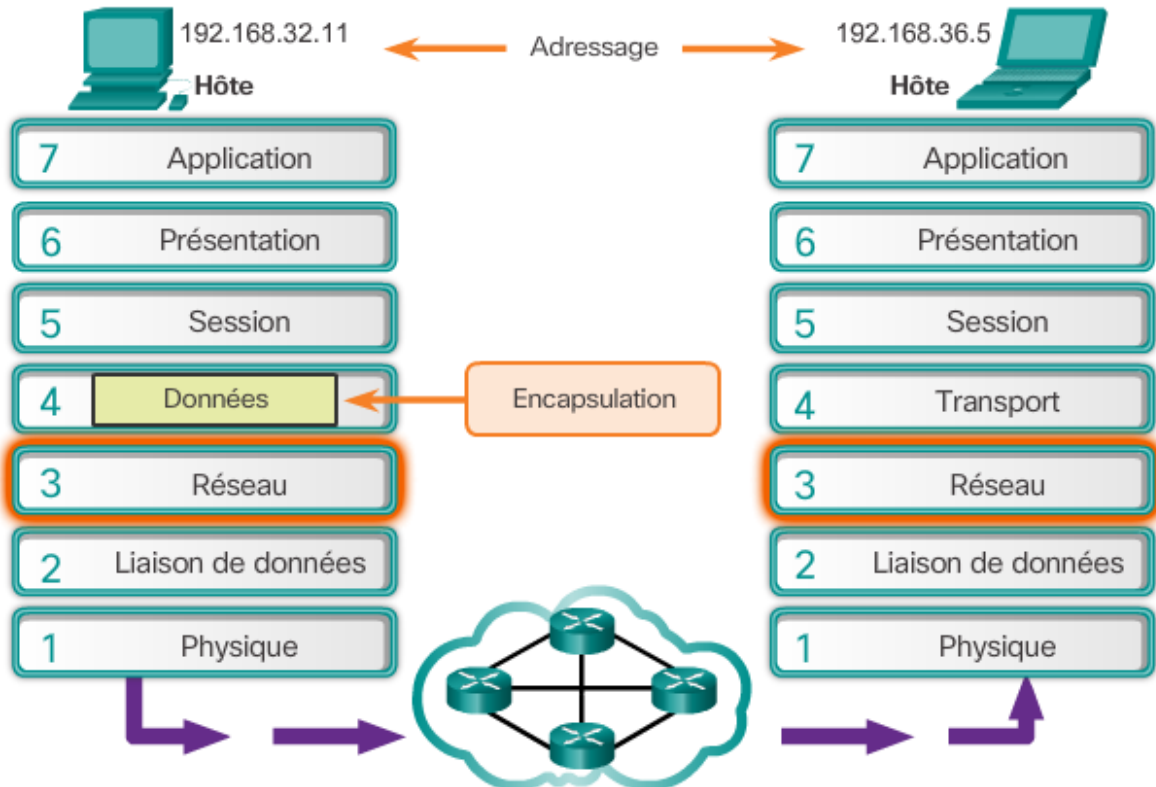 192.168.32.11
Adressage
192.168.36.5
Hôte
Hôte
7 Application
7 Application
6 Présentation
6 Présentation
5 Session
5 Session
4 Données
Encapsulation
4 Transport
3 Réseau
3 Réseau
2 Liaison de données
2 Liaison de données
1 Physique
1 Physique